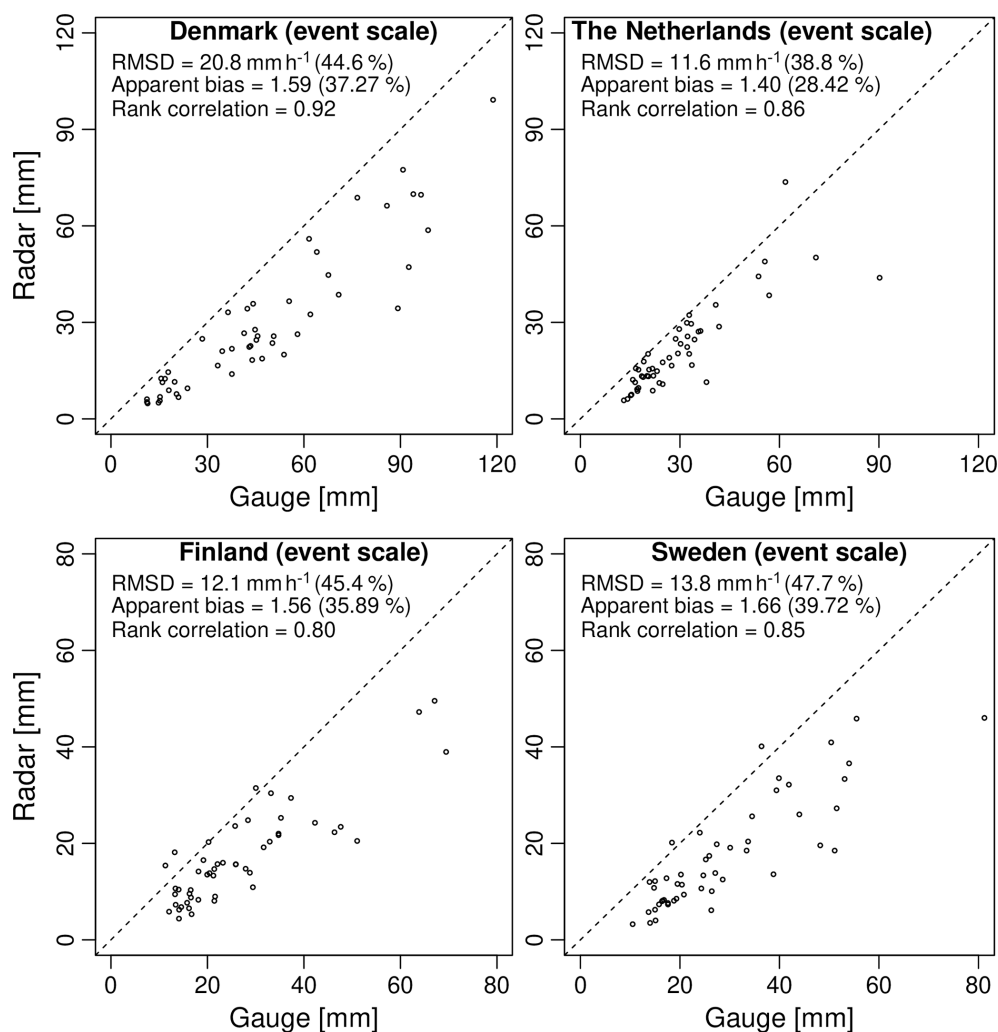 Denmark (event scale)
RMSD = 20.8 mm h⁻¹ (44.6 %)
Apparent bias = 1.59 (37.27 %)
Rank correlation = 0.92
120
90
60
30
0
Radar [mm]
0 30 60 90 120
Gauge [mm]
The Netherlands (event scale)
RMSD = 11.6 mm h⁻¹ (38.8 %)
Apparent bias = 1.40 (28.42 %)
Rank correlation = 0.86
120
90
60
30
0
0 30 60 90 120
Gauge [mm]
Finland (event scale)
RMSD = 12.1 mm h⁻¹ (45.4 %)
Apparent bias = 1.56 (35.89 %)
Rank correlation = 0.80
80
60
40
20
0
Radar [mm]
0 20 40 60 80
Gauge [mm]
Sweden (event scale)
RMSD = 13.8 mm h⁻¹ (47.7 %)
Apparent bias = 1.66 (39.72 %)
Rank correlation = 0.85
80
60
40
20
0
0 20 40 60 80
Gauge [mm]